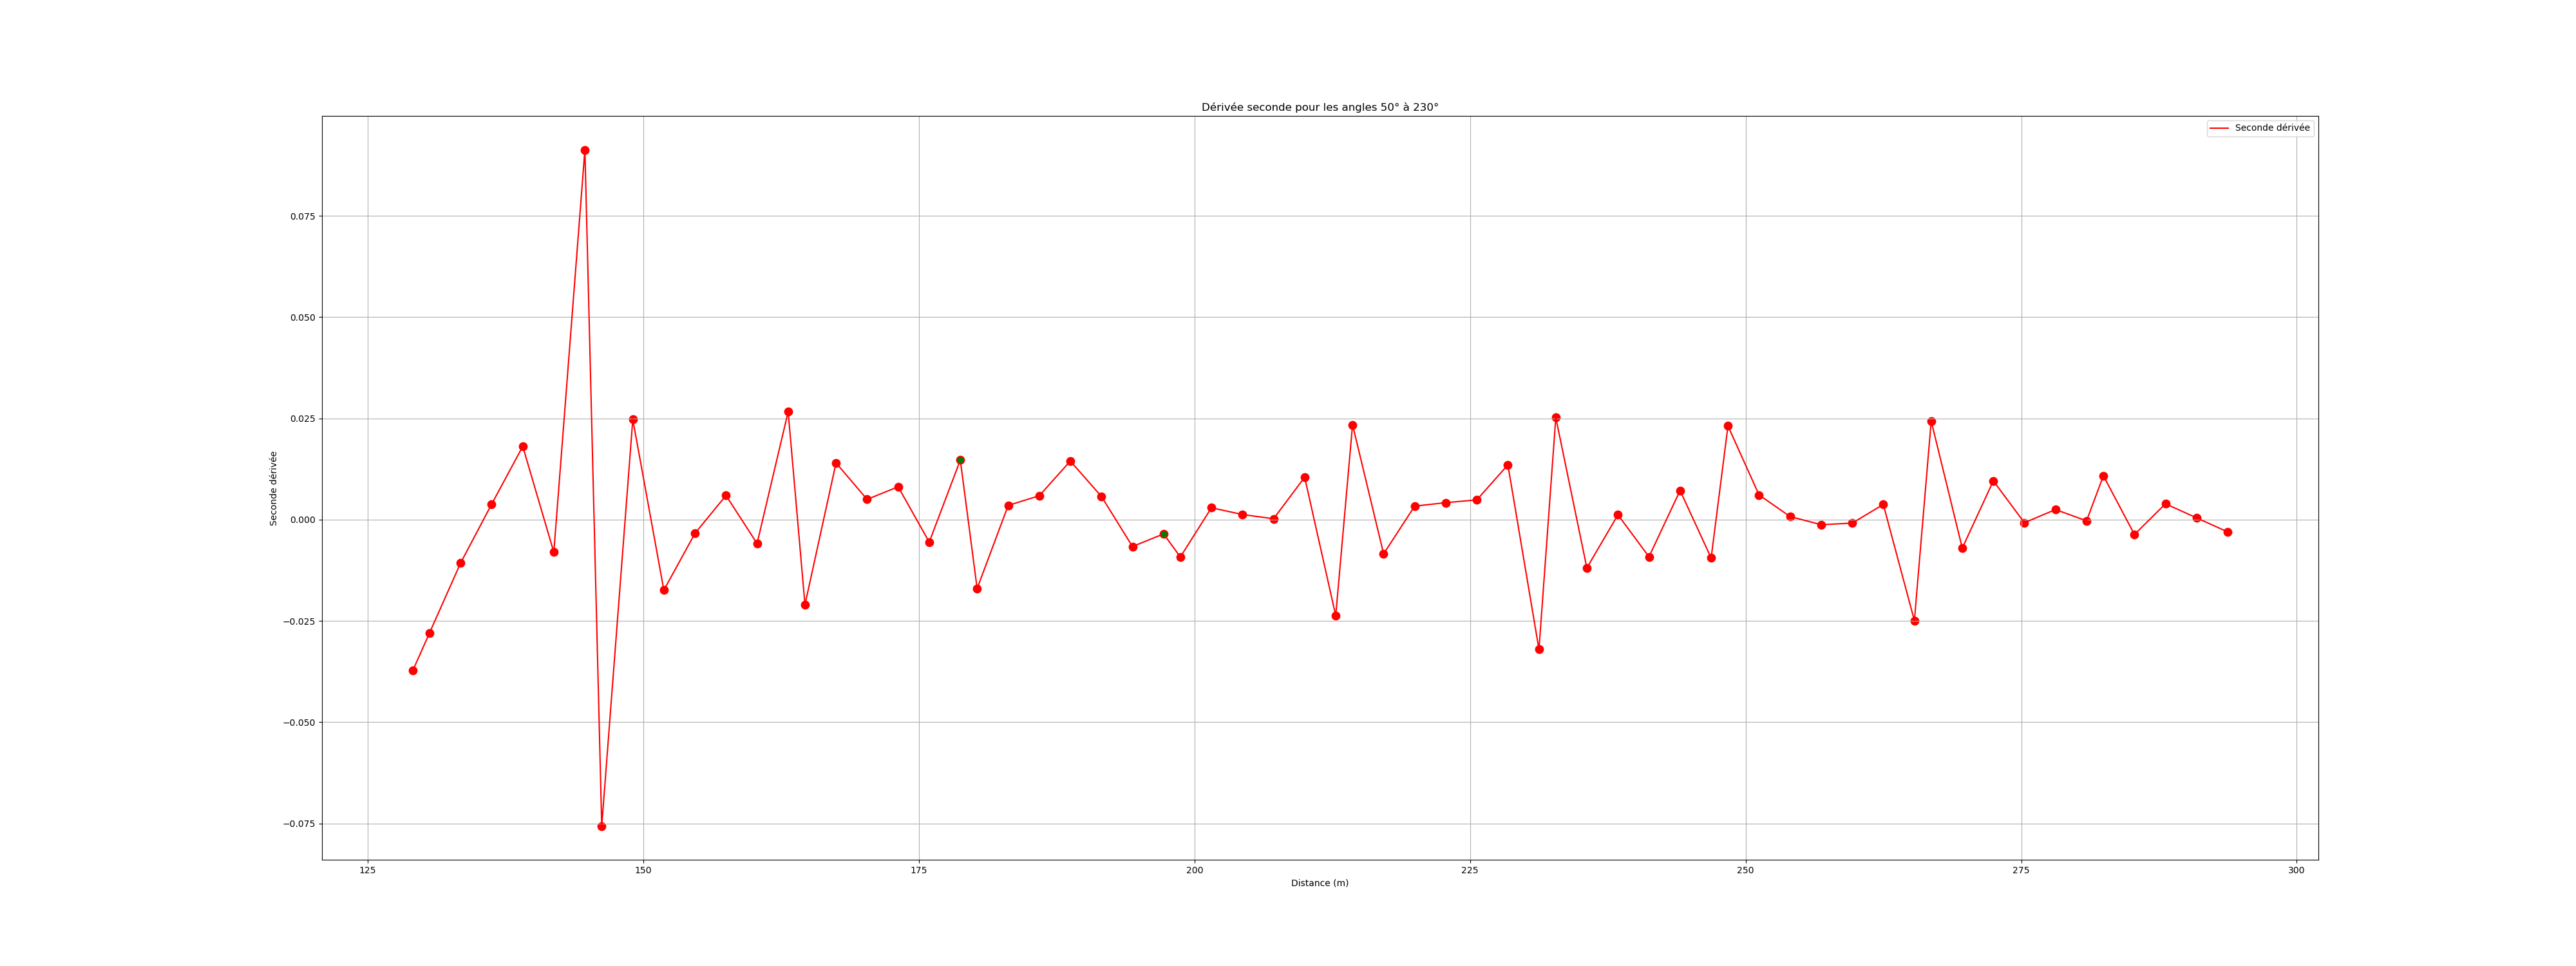 Dérivée seconde pour les angles 50° à 230°
Seconde dérivée
0.075
0.050
0.025
0.000
−0.025
−0.050
−0.075
Seconde dérivée
125 150 175 200 225 250 275 300
Distance (m)